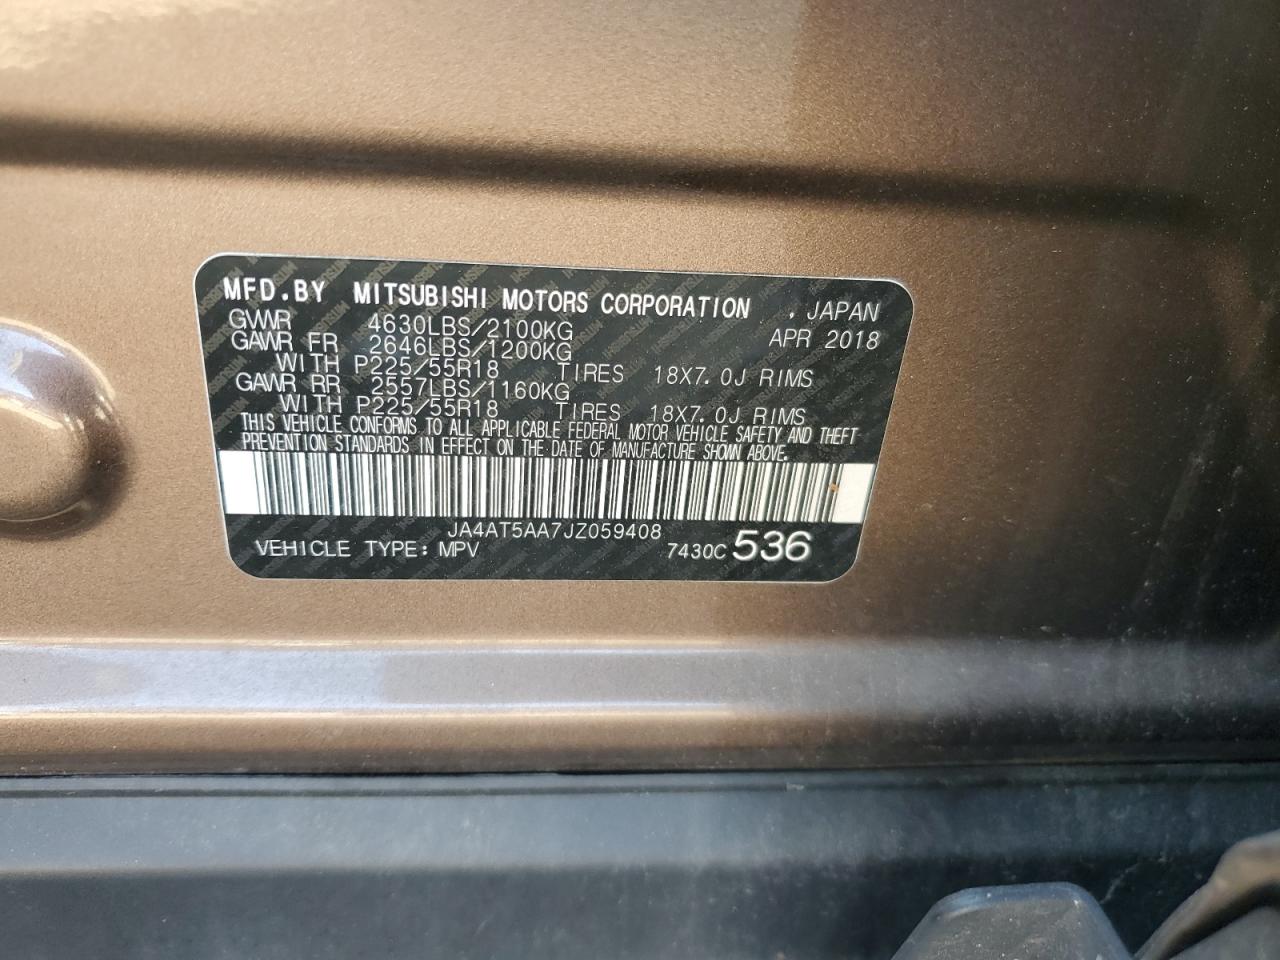 MFD.BY MITSUBISHI MOTORS CORPORATION . JAPAN
GVWR 4630LBS/2100KG APR 2018
GAWR FR 2646LBS/1200KG
WITH P225/55R18 TIRES 18X7.0J RIMS
GAWR RR 2557LBS/1160KG
WITH P225/55R18 TIRES 18X7.0J RIMS
THIS VEHICLE CONFORMS TO ALL APPLICABLE FEDERAL MOTOR VEHICLE SAFETY AND THEFT
PREVENTION STANDARDS IN EFFECT ON THE DATE OF MANUFACTURE SHOWN ABOVE.
JA4AT5AA7JZ059408
VEHICLE TYPE: MPV 7430C 536